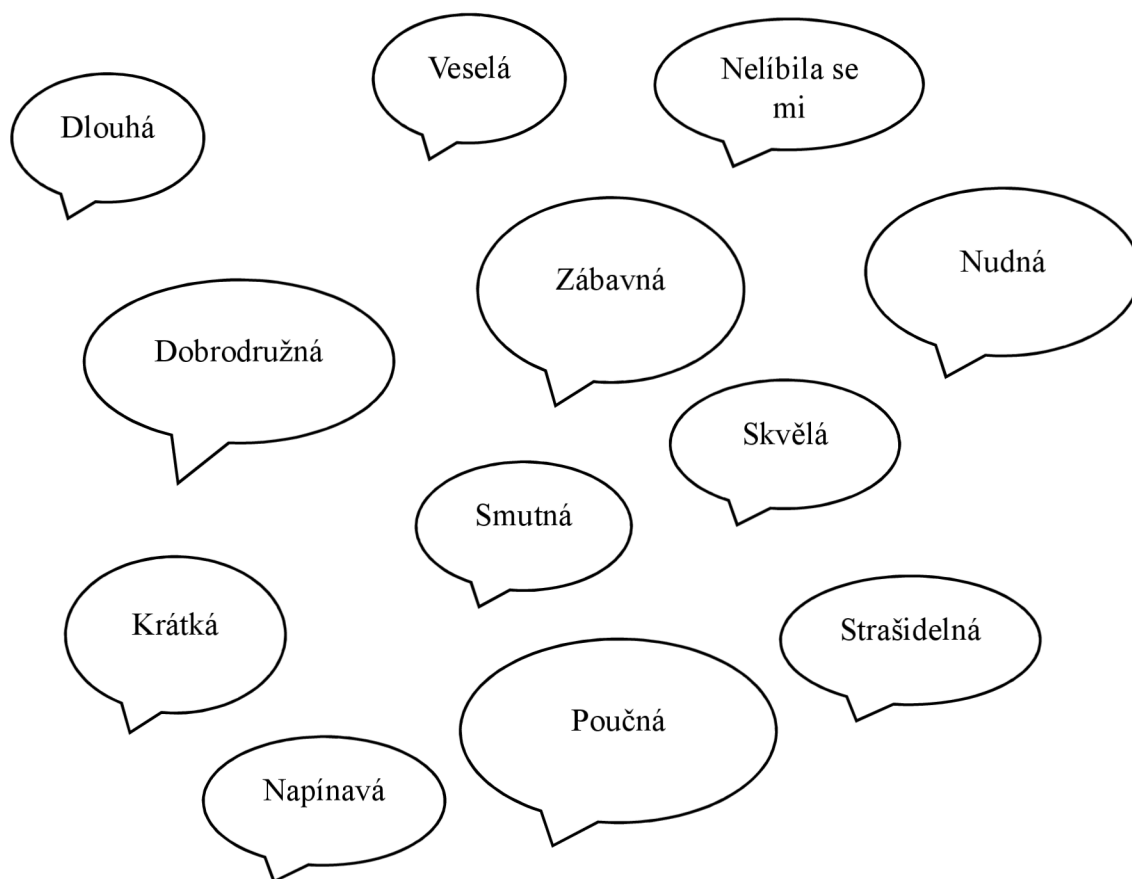 Veselá
Nelíbila se
mi
Dlouhá
Zábavná
Nudná
Dobrodružná
Skvělá
Smutná
Krátká
Strašidelná
Poučná
Napínavá